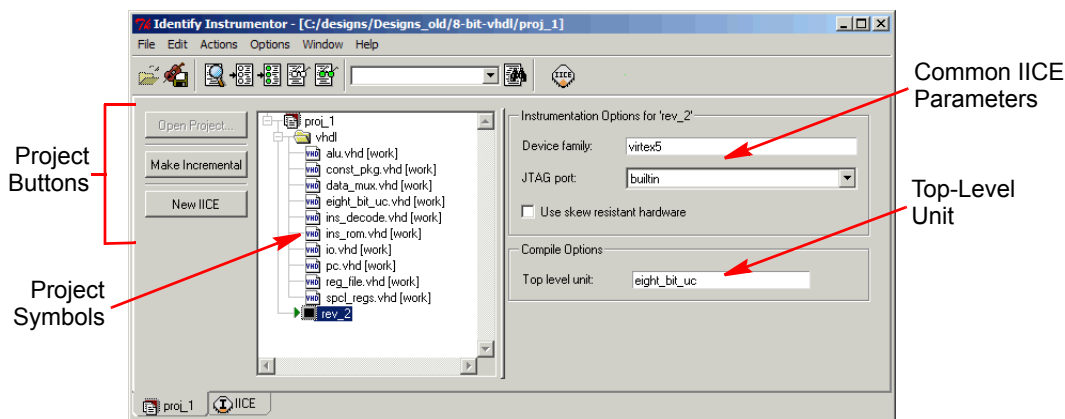 Identify Instrumentor - [C:/designs/Designs_old/8-bit-vhdl/proj_1]
File Edit Actions Options Window Help
IICE
Common IICE
Parameters
Project
Buttons
Open Project...
Make Incremental
New IICE
proj_1
vhdl
alu.vhd [work]
const_pkg.vhd [work]
data_mux.vhd [work]
eight_bit_uc.vhd [work]
ins_decode.vhd [work]
ins_rom.vhd [work]
io.vhd [work]
pc.vhd [work]
reg_file.vhd [work]
spcl_regs.vhd [work]
rev_2
Project
Symbols
Instrumentation Options for 'rev_2'
Device family: virtex5
JTAG port: builtin
Use skew resistant hardware
Compile Options
Top level unit: eight_bit_uc
Top-Level
Unit
proj_1 IICE